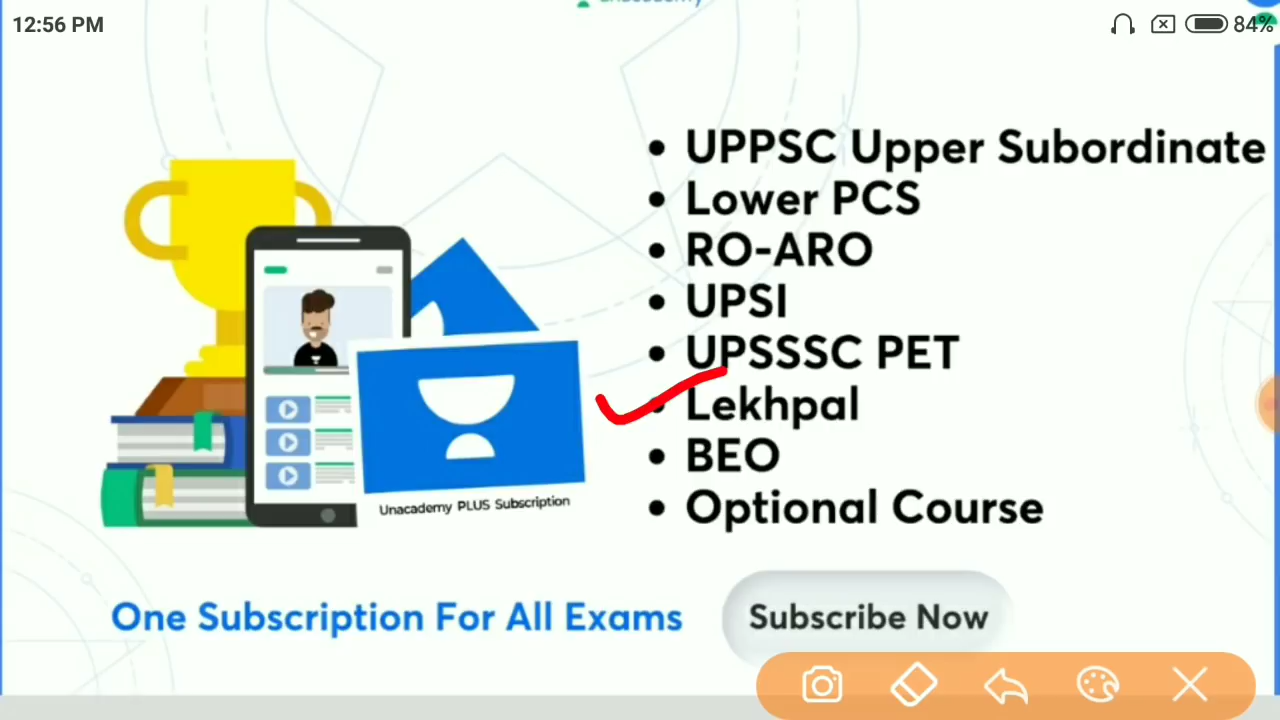 12:56 PM
84%
UPPSC Upper Subordinate
Lower PCS
RO-ARO
UPSI
UPSSSC PET
Lekhpal
BEO
Optional Course
Unacademy PLUS Subscription
One Subscription For All Exams
Subscribe Now